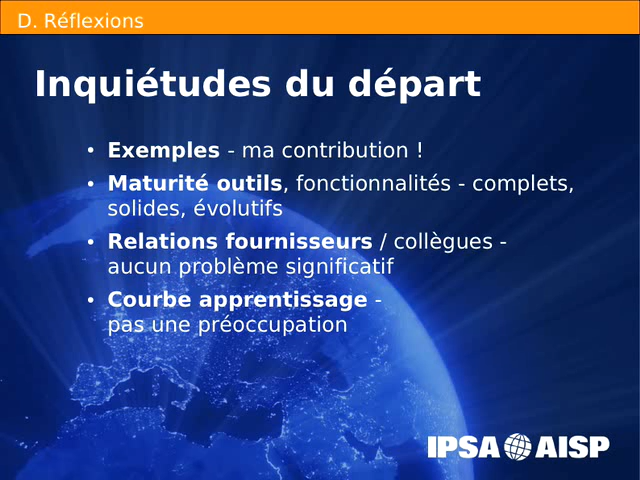 D. Réflexions
Inquiétudes du départ
• Exemples - ma contribution !
• Maturité outils, fonctionnalités - complets,
solides, évolutifs
• Relations fournisseurs / collègues -
aucun problème significatif
• Courbe apprentissage -
pas une préoccupation
IPSA AISP